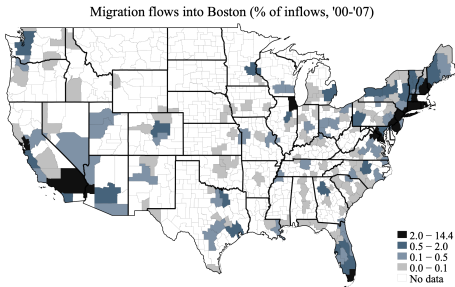 Migration flows into Boston (% of inflows, '00-'07)
2.0 − 14.4
0.5 − 2.0
0.1 − 0.5
0.0 − 0.1
No data